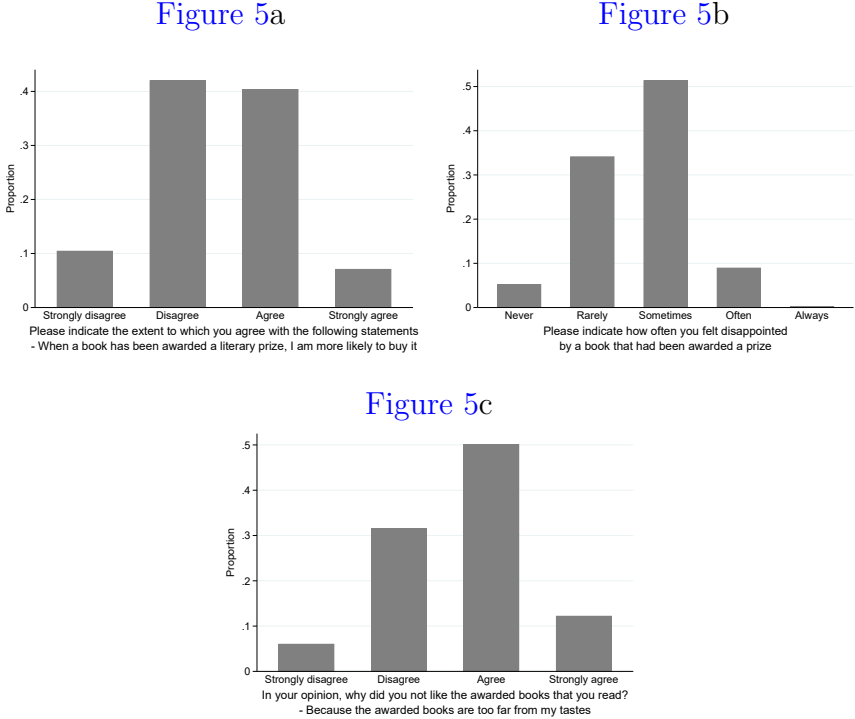 Figure 5a
.4
.3
.2
.1
0
Proportion
Strongly disagree Disagree Agree Strongly agree
Please indicate the extent to which you agree with the following statements
- When a book has been awarded a literary prize, I am more likely to buy it
Figure 5b
.5
.4
.3
.2
.1
0
Proportion
Never Rarely Sometimes Often Always
Please indicate how often you felt disappointed
by a book that had been awarded a prize
Figure 5c
.5
.4
.3
.2
.1
0
Proportion
Strongly disagree Disagree Agree Strongly agree
In your opinion, why did you not like the awarded books that you read?
- Because the awarded books are too far from my tastes